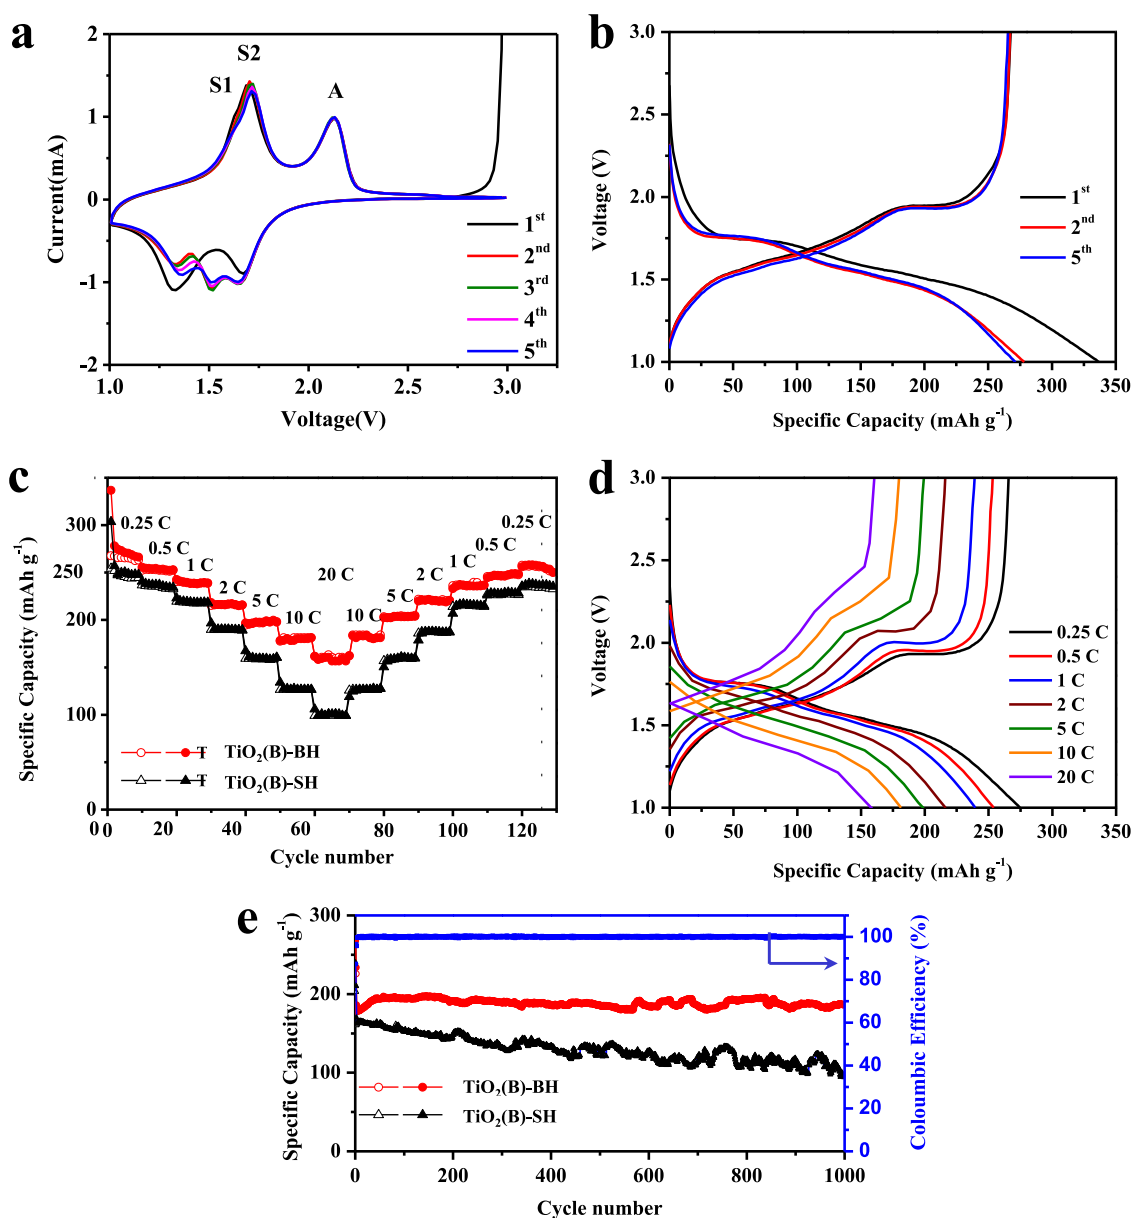 a
2
1
0
-1
-2
Current(mA)
S1
S2
A
1st
2nd
3rd
4th
5th
1.0 1.5 2.0 2.5 3.0
Voltage(V)
b
3.0
2.5
2.0
1.5
1.0
Voltage (V)
1st
2nd
5th
0 50 100 150 200 250 300 350
Specific Capacity (mAh g-1)
c
300
250
200
150
100
50
0
Specific Capacity (mAh g-1)
0.25 C
0.5 C
1 C
2 C
5 C
10 C
20 C
10 C
5 C
2 C
1 C
0.5 C
0.25 C
TiO2(B)-BH
TiO2(B)-SH
0 20 40 60 80 100 120
Cycle number
d
3.0
2.5
2.0
1.5
1.0
Voltage (V)
0.25 C
0.5 C
1 C
2 C
5 C
10 C
20 C
0 50 100 150 200 250 300 350
Specific Capacity (mAh g-1)
e
300
200
100
0
Specific Capacity (mAh g-1)
TiO2(B)-BH
TiO2(B)-SH
100
80
60
40
20
0
Coloumbic Efficiency (%)
0 200 400 600 800 1000
Cycle number